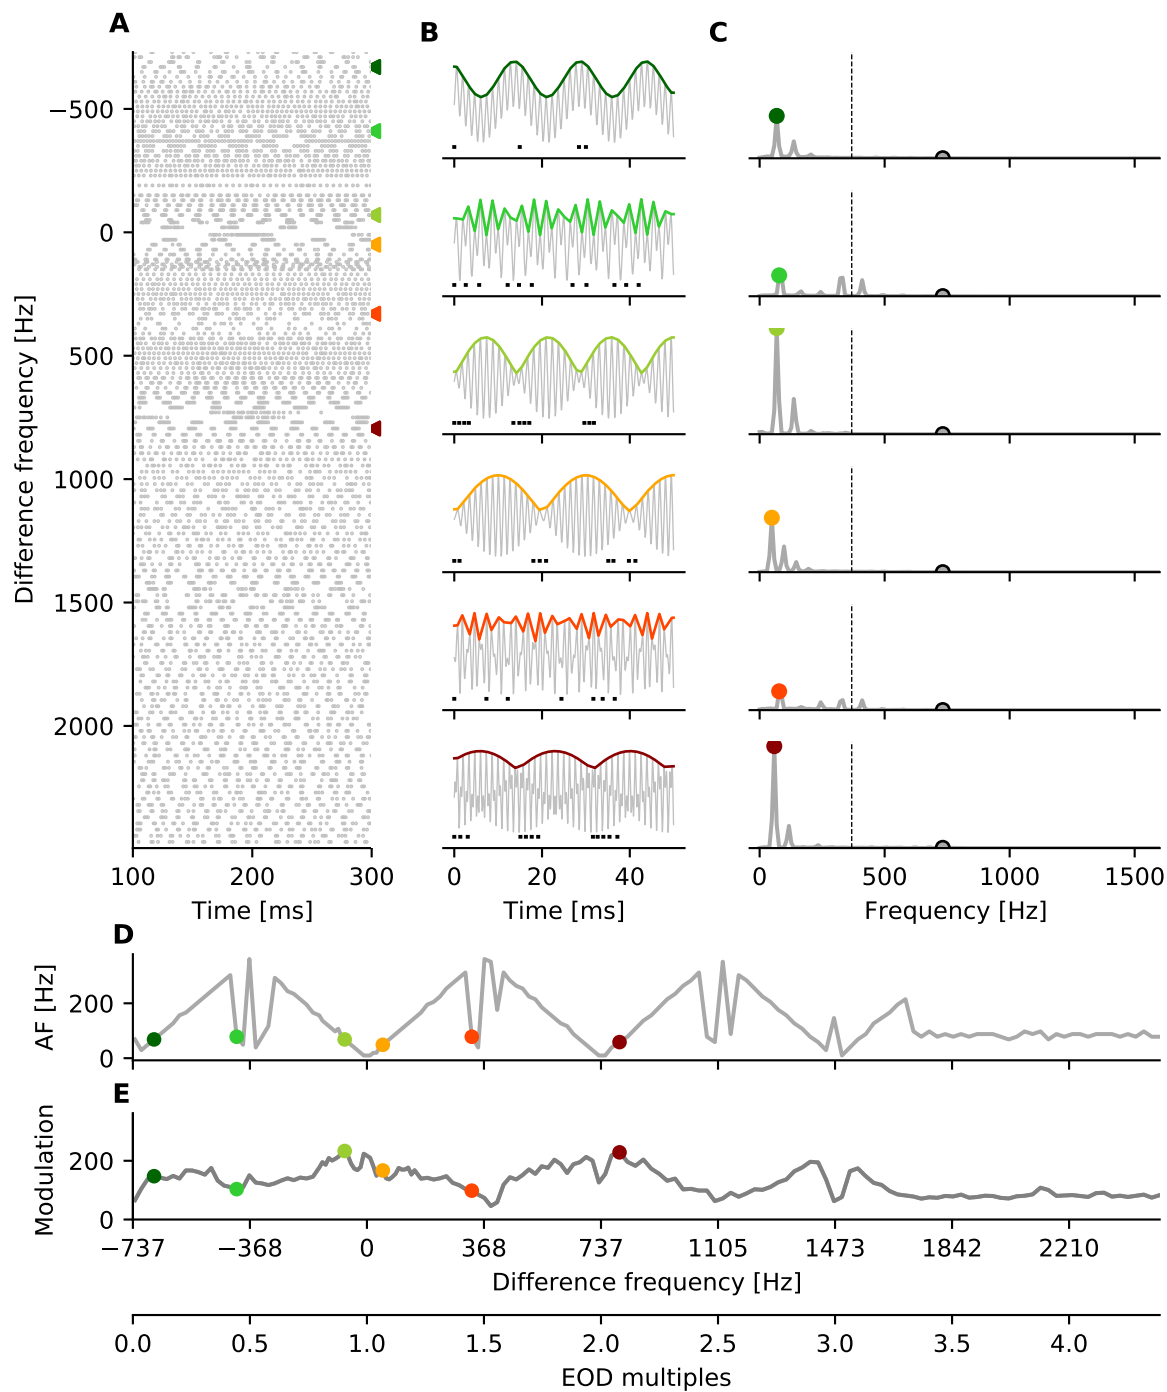 A
B
C
Difference frequency [Hz]
−500
0
500
1000
1500
2000
100 200 300
Time [ms]
0 20 40
Time [ms]
0 500 1000 1500
Frequency [Hz]
D
AF [Hz]
200
0
E
Modulation
200
0
−737 −368 0 368 737 1105 1473 1842 2210
Difference frequency [Hz]
0.0 0.5 1.0 1.5 2.0 2.5 3.0 3.5 4.0
EOD multiples